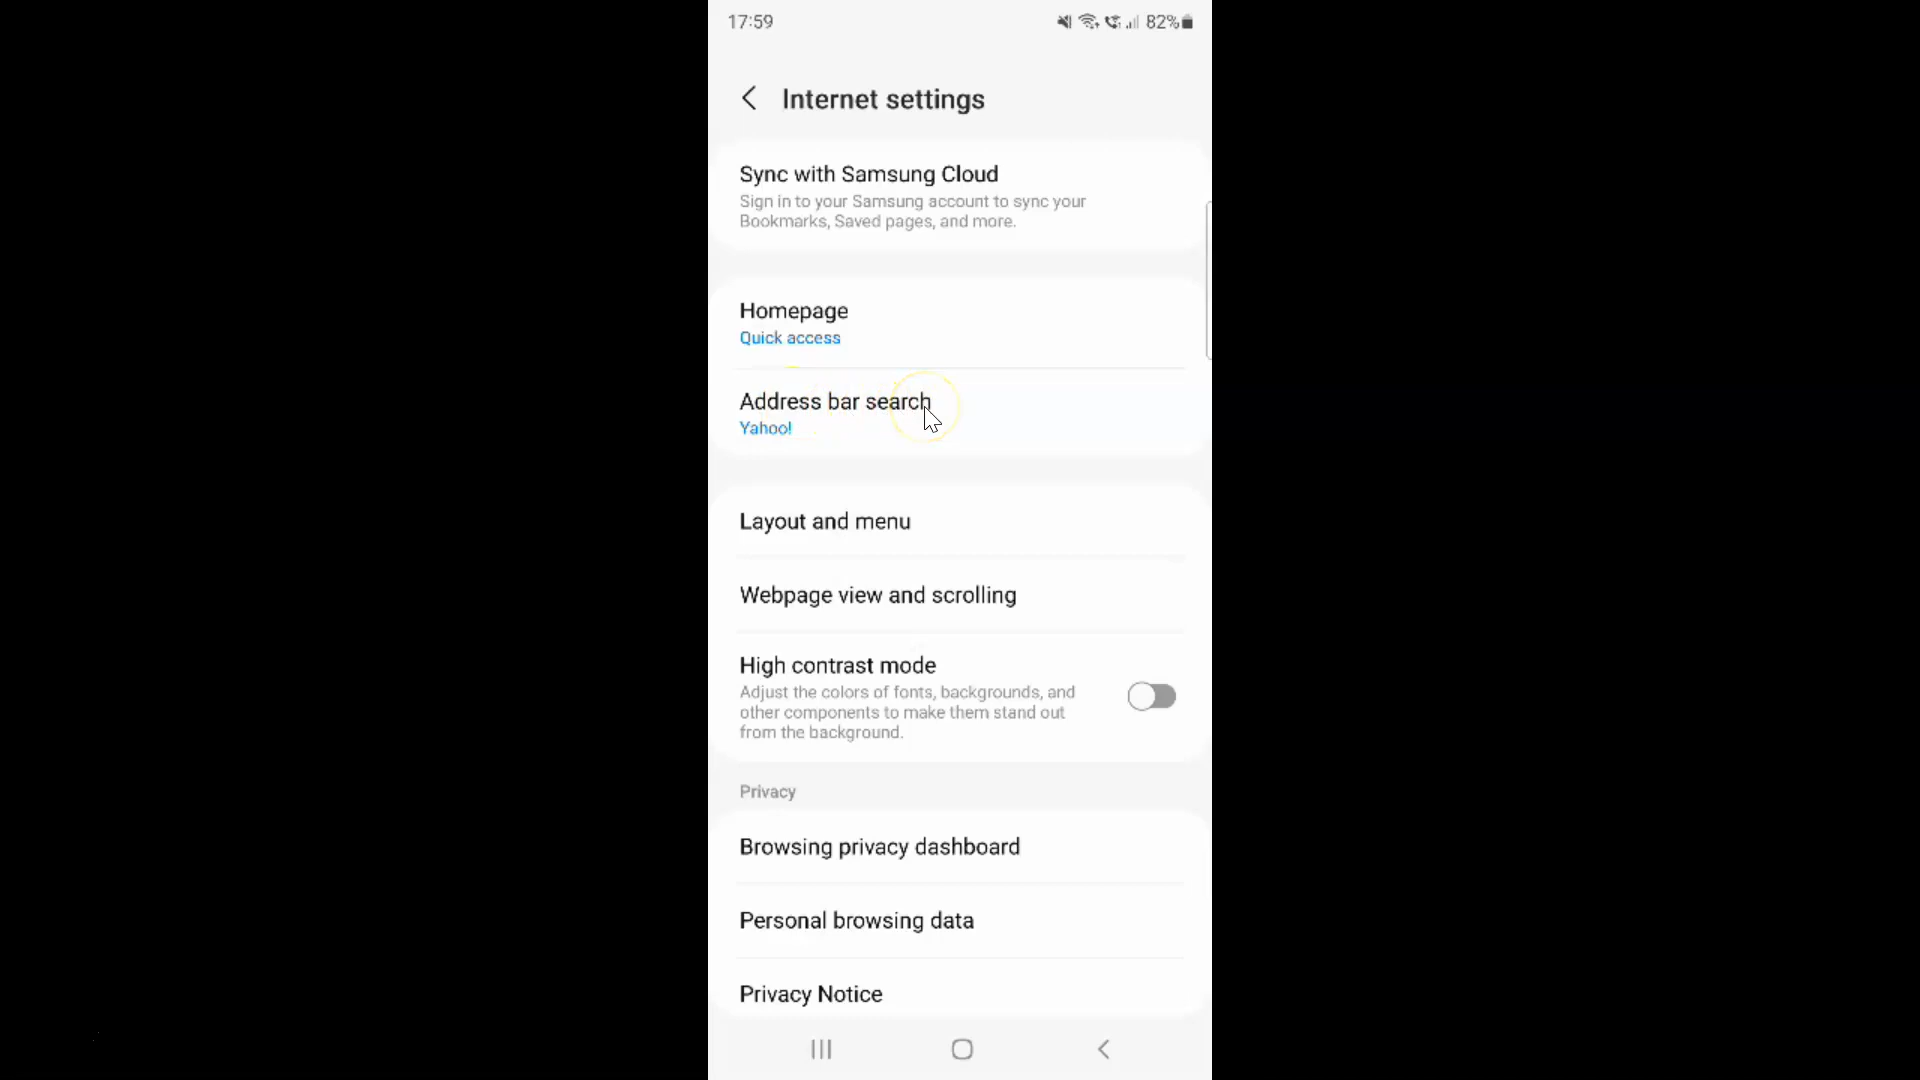 17:59
82%
Internet settings
Sync with Samsung Cloud
Sign in to your Samsung account to sync your
Bookmarks, Saved pages, and more.
Homepage
Quick access
Address bar search
Yahoo!
Layout and menu
Webpage view and scrolling
High contrast mode
Adjust the colors of fonts, backgrounds, and
other components to make them stand out
from the background.
Privacy
Browsing privacy dashboard
Personal browsing data
Privacy Notice